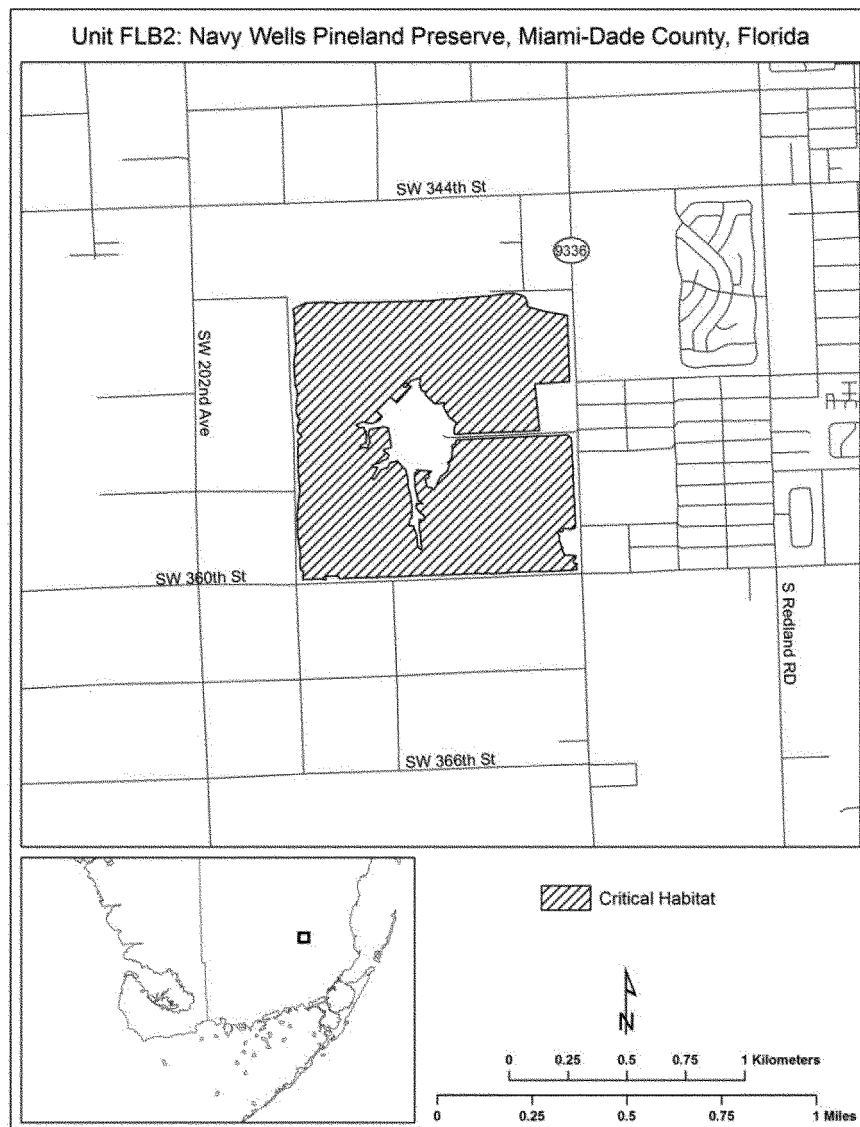 Unit FLB2: Navy Wells Pineland Preserve, Miami-Dade County, Florida
SW 344th St
9336
SW 202nd Ave
SW 360th St
S Redland RD
SW 366th St
Critical Habitat
N
0 0.25 0.5 0.75 1 Kilometers
0 0.25 0.5 0.75 1 Miles